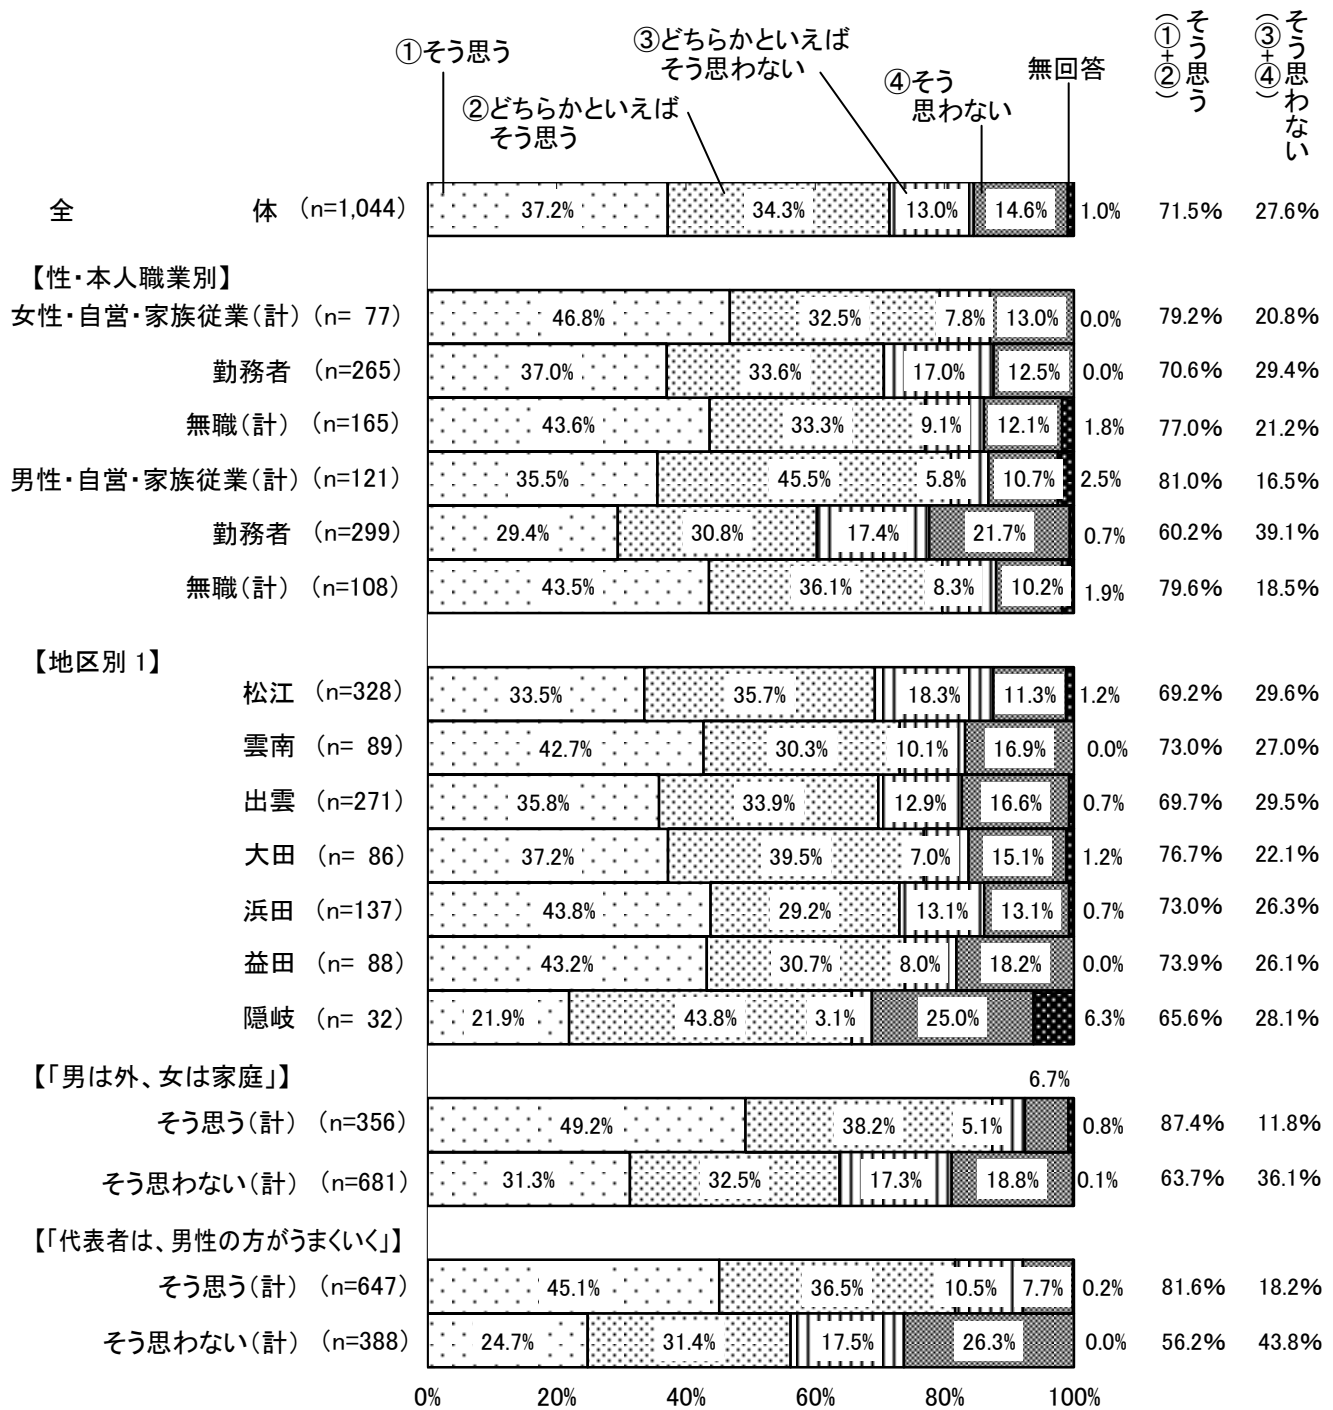 ①そう思う
②どちらかといえば
そう思う
③どちらかといえば
そう思わない
④そう
思わない
無回答
そう思う
(①+②)
そう思わない
(③+④)
全体 (n=1,044) 37.2% 34.3% 13.0% 14.6% 1.0% 71.5% 27.6%
【性・本人職業別】
女性・自営・家族従業(計) (n= 77) 46.8% 32.5% 7.8% 13.0% 0.0% 79.2% 20.8%
勤務者 (n=265) 37.0% 33.6% 17.0% 12.5% 0.0% 70.6% 29.4%
無職(計) (n=165) 43.6% 33.3% 9.1% 12.1% 1.8% 77.0% 21.2%
男性・自営・家族従業(計) (n=121) 35.5% 45.5% 5.8% 10.7% 2.5% 81.0% 16.5%
勤務者 (n=299) 29.4% 30.8% 17.4% 21.7% 0.7% 60.2% 39.1%
無職(計) (n=108) 43.5% 36.1% 8.3% 10.2% 1.9% 79.6% 18.5%
【地区別 1】
松江 (n=328) 33.5% 35.7% 18.3% 11.3% 1.2% 69.2% 29.6%
雲南 (n= 89) 42.7% 30.3% 10.1% 16.9% 0.0% 73.0% 27.0%
出雲 (n=271) 35.8% 33.9% 12.9% 16.6% 0.7% 69.7% 29.5%
大田 (n= 86) 37.2% 39.5% 7.0% 15.1% 1.2% 76.7% 22.1%
浜田 (n=137) 43.8% 29.2% 13.1% 13.1% 0.7% 73.0% 26.3%
益田 (n= 88) 43.2% 30.7% 8.0% 18.2% 0.0% 73.9% 26.1%
隠岐 (n= 32) 21.9% 43.8% 3.1% 25.0% 6.3% 65.6% 28.1%
【「男は外、女は家庭」】
6.7%
そう思う(計) (n=356) 49.2% 38.2% 5.1% 0.8% 87.4% 11.8%
そう思わない(計) (n=681) 31.3% 32.5% 17.3% 18.8% 0.1% 63.7% 36.1%
【「代表者は、男性の方がうまくいく」】
そう思う(計) (n=647) 45.1% 36.5% 10.5% 7.7% 0.2% 81.6% 18.2%
そう思わない(計) (n=388) 24.7% 31.4% 17.5% 26.3% 0.0% 56.2% 43.8%
0% 20% 40% 60% 80% 100%